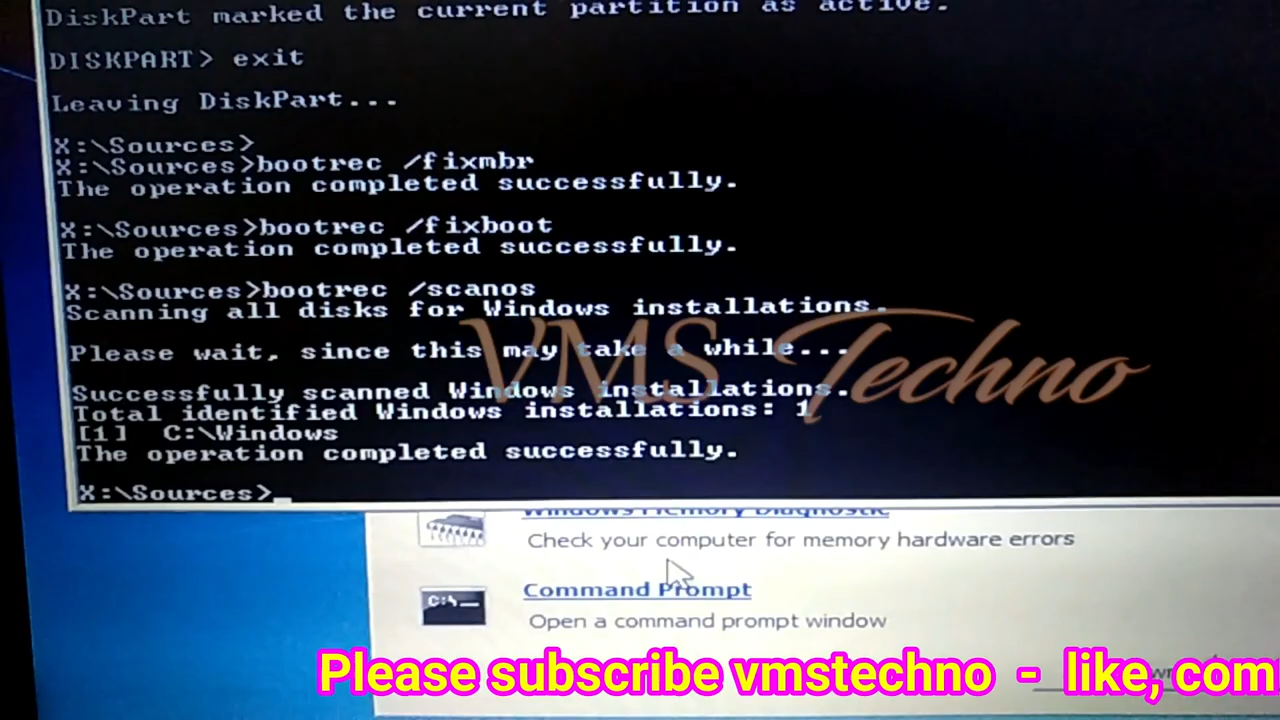 DiskPart marked the current partition as active.
DISKPART> exit
Leaving DiskPart...
X:\Sources>
X:\Sources>bootrec /fixmbr
The operation completed successfully.
X:\Sources>bootrec /fixboot
The operation completed successfully.
X:\Sources>bootrec /scanos
Scanning all disks for Windows installations.
Please wait, since this may take a while...
Successfully scanned Windows installations.
Total identified Windows installations: 1
[1]  C:\Windows
The operation completed successfully.
X:\Sources>_
VMS Techno
Windows Memory Diagnostic
Check your computer for memory hardware errors
C:\_
Command Prompt
Open a command prompt window
Please subscribe vmstechno - like, com